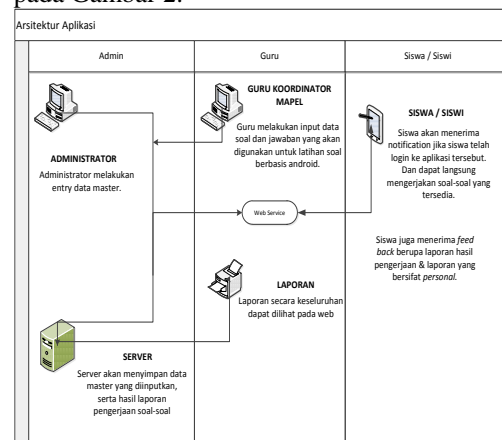 pada Gambar 2.
Arsitektur Aplikasi
Admin
Guru
Siswa / Siswi
ADMINISTRATOR
Administrator melakukan
entry data master.
GURU KOORDINATOR
MAPEL
Guru melakukan input data
soal dan jawaban yang akan
digunakan untuk latihan soal
berbasis android.
SISWA / SISWI
Siswa akan menerima
notification jika siswa telah
login ke aplikasi tersebut.
Dan dapat langsung
mengerjakan soal-soal yang
tersedia.
Web Service
Siswa juga menerima feed
back berupa laporan hasil
pengerjaan & laporan yang
bersifat personal.
LAPORAN
Laporan secara keseluruhan
dapat dilihat pada web
SERVER
Server akan menyimpan data
master yang diinputkan,
serta hasil laporan
pengerjaan soal-soal